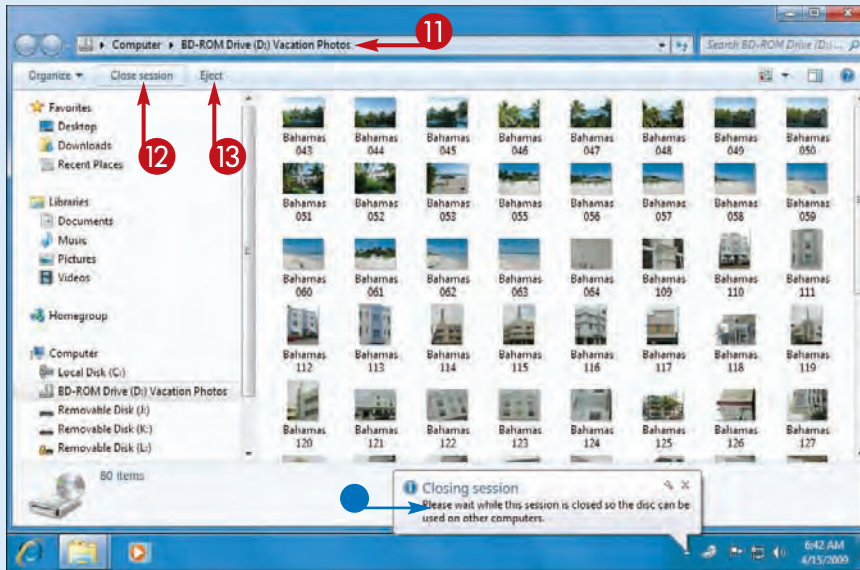 11
Computer ▸ BD-ROM Drive (D:) Vacation Photos
Search BD-ROM Drive (D:) ...
Organize Close session Eject
12 13
Favorites
Desktop
Downloads
Recent Places
Libraries
Documents
Music
Pictures
Videos
Homegroup
Computer
Local Disk (C:)
BD-ROM Drive (D:) Vacation Photos
Removable Disk (J:)
Removable Disk (K:)
Removable Disk (L:)
Bahamas 043
Bahamas 044
Bahamas 045
Bahamas 046
Bahamas 047
Bahamas 048
Bahamas 049
Bahamas 050
Bahamas 051
Bahamas 052
Bahamas 053
Bahamas 055
Bahamas 056
Bahamas 057
Bahamas 058
Bahamas 059
Bahamas 060
Bahamas 061
Bahamas 062
Bahamas 063
Bahamas 064
Bahamas 109
Bahamas 110
Bahamas 111
Bahamas 112
Bahamas 113
Bahamas 114
Bahamas 115
Bahamas 116
Bahamas 117
Bahamas 118
Bahamas 119
Bahamas 120
Bahamas 121
Bahamas 122
Bahamas 123
Bahamas 124
Bahamas 125
Bahamas 126
Bahamas 127
80 items
Closing session
Please wait while this session is closed so the disc can be
used on other computers.
6:42 AM
4/15/2009